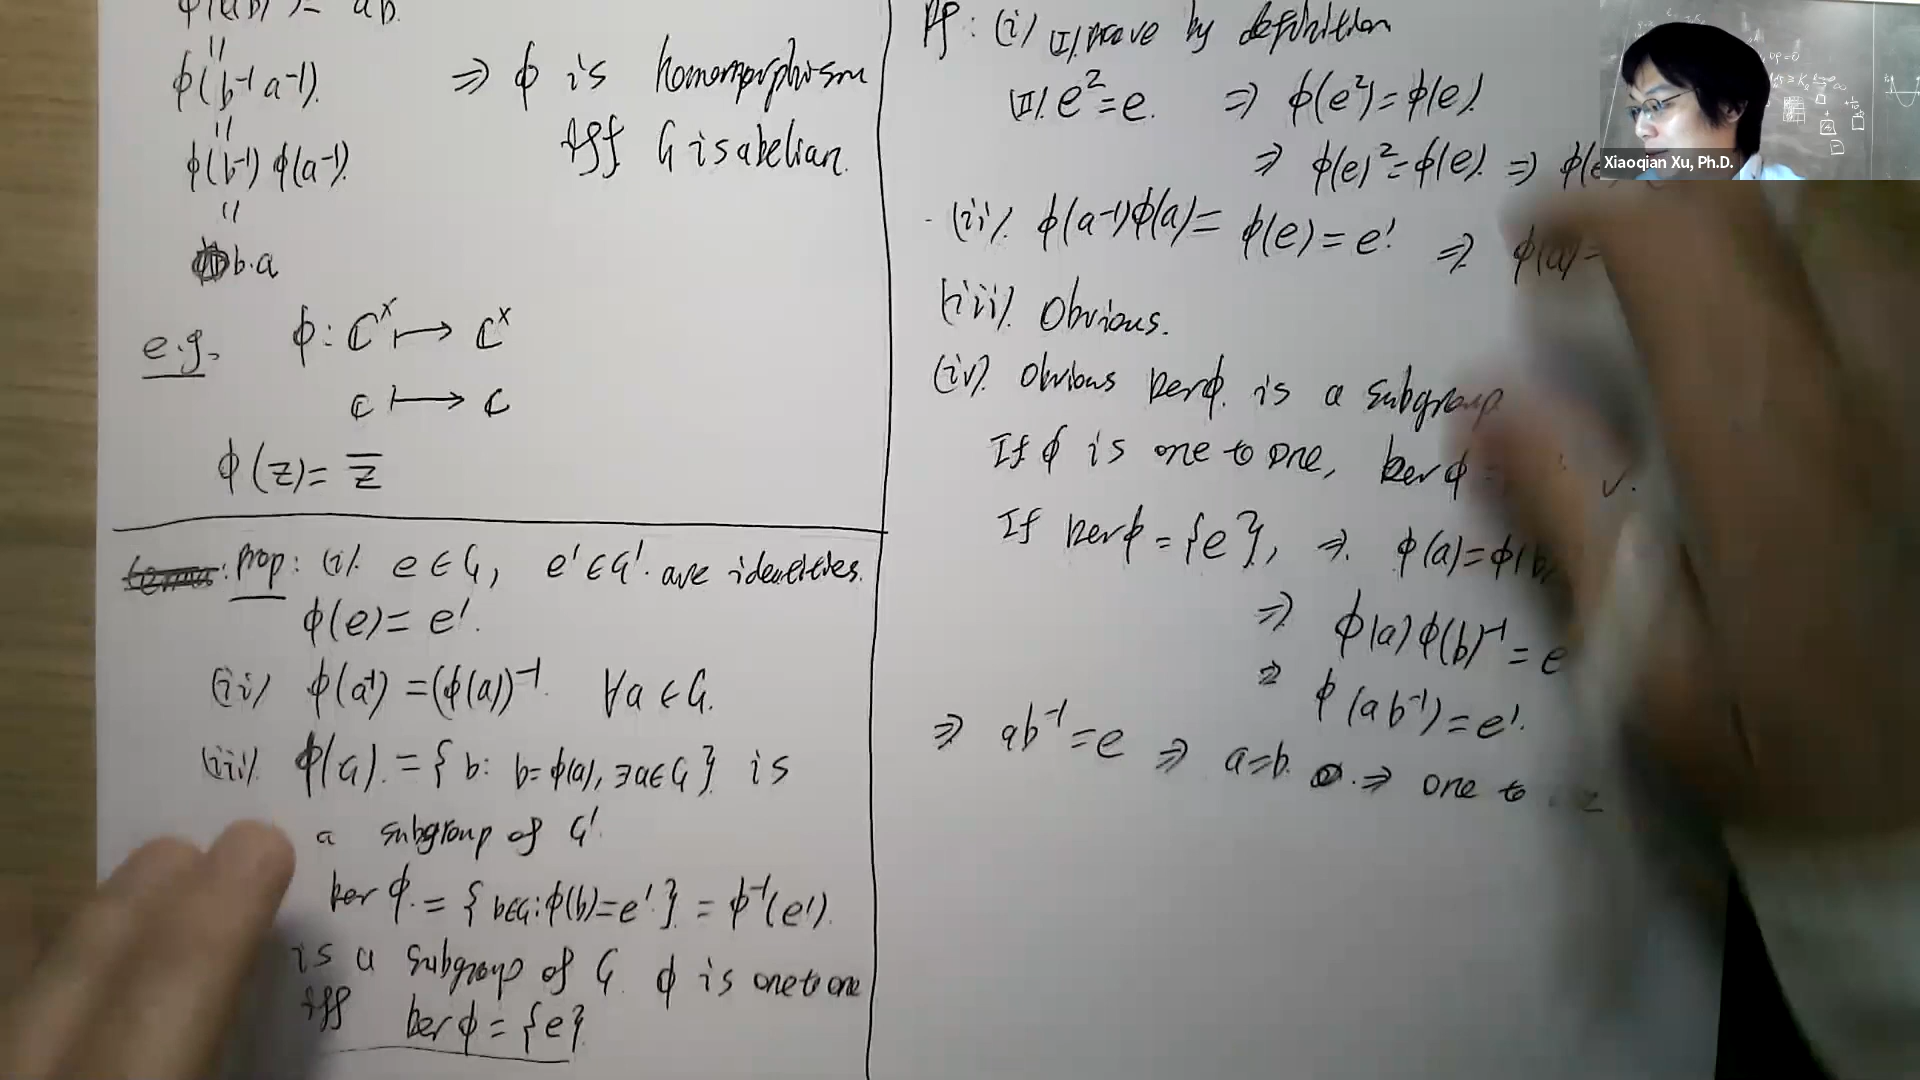 φ(ab) = ab.
φ(b⁻¹a⁻¹).
φ(b⁻¹) φ(a⁻¹).
b.a
⇒ φ is homomorphism
iff G is abelian.
e.g. φ: C^x ↦ C^x
c ↦ c
φ(z) = z̅
Prop: (i). e ∈ G, e' ∈ G'. are identities.
φ(e) = e'.
(ii) φ(a⁻¹) = (φ(a))⁻¹. ∀a ∈ G.
(iii). φ(G). = { b: b = φ(a), ∃a∈G } is
a subgroup of G'.
ker φ. = { b∈G: φ(b)=e'. } = φ⁻¹(e').
is a subgroup of G. φ is one to one
iff ker φ = {e}
Pf: (i) (I). prove by definition
(II). e² = e. ⇒ φ(e²) = φ(e).
⇒ φ(e)² = φ(e). ⇒
(ii). φ(a⁻¹)φ(a) = φ(e) = e'. ⇒ φ(a) =
(iii). Obvious.
(iv). Obvious ker φ. is a subgroup
If φ is one to one, ker φ
If ker φ = {e}, ⇒. φ(a) = φ(b)
⇒ φ(a) φ(b)⁻¹ = e
⇒ φ(ab⁻¹) = e'.
⇒ ab⁻¹ = e ⇒ a = b. ⇒ one to
Xiaoqian Xu, Ph.D.